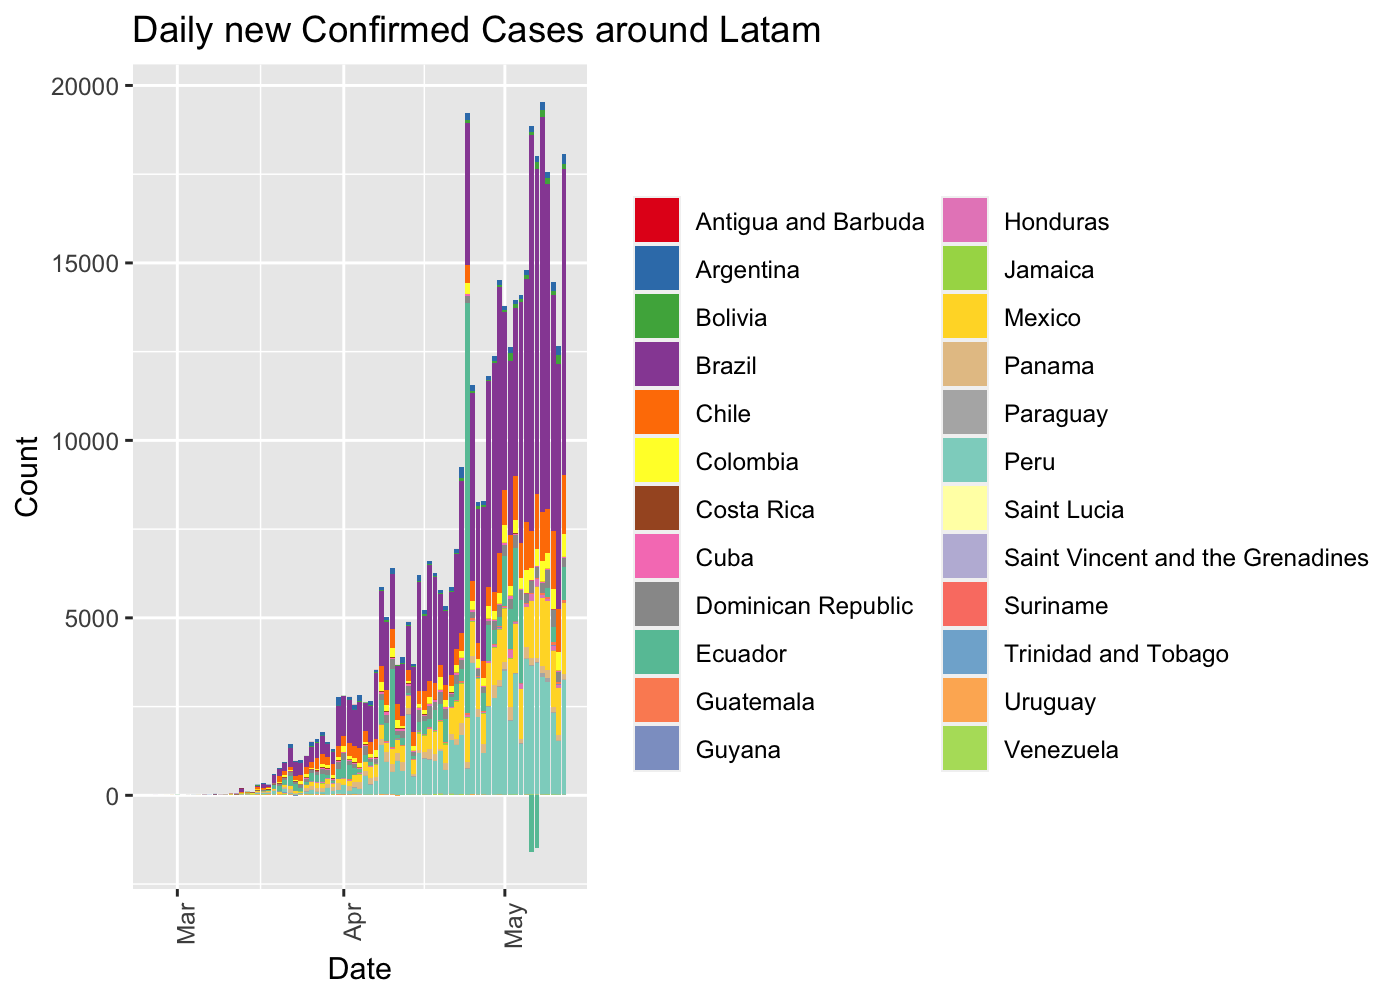 Daily new Confirmed Cases around Latam
20000
15000
10000
5000
0
Count
Mar
Apr
May
Date
Antigua and Barbuda
Argentina
Bolivia
Brazil
Chile
Colombia
Costa Rica
Cuba
Dominican Republic
Ecuador
Guatemala
Guyana
Honduras
Jamaica
Mexico
Panama
Paraguay
Peru
Saint Lucia
Saint Vincent and the Grenadines
Suriname
Trinidad and Tobago
Uruguay
Venezuela